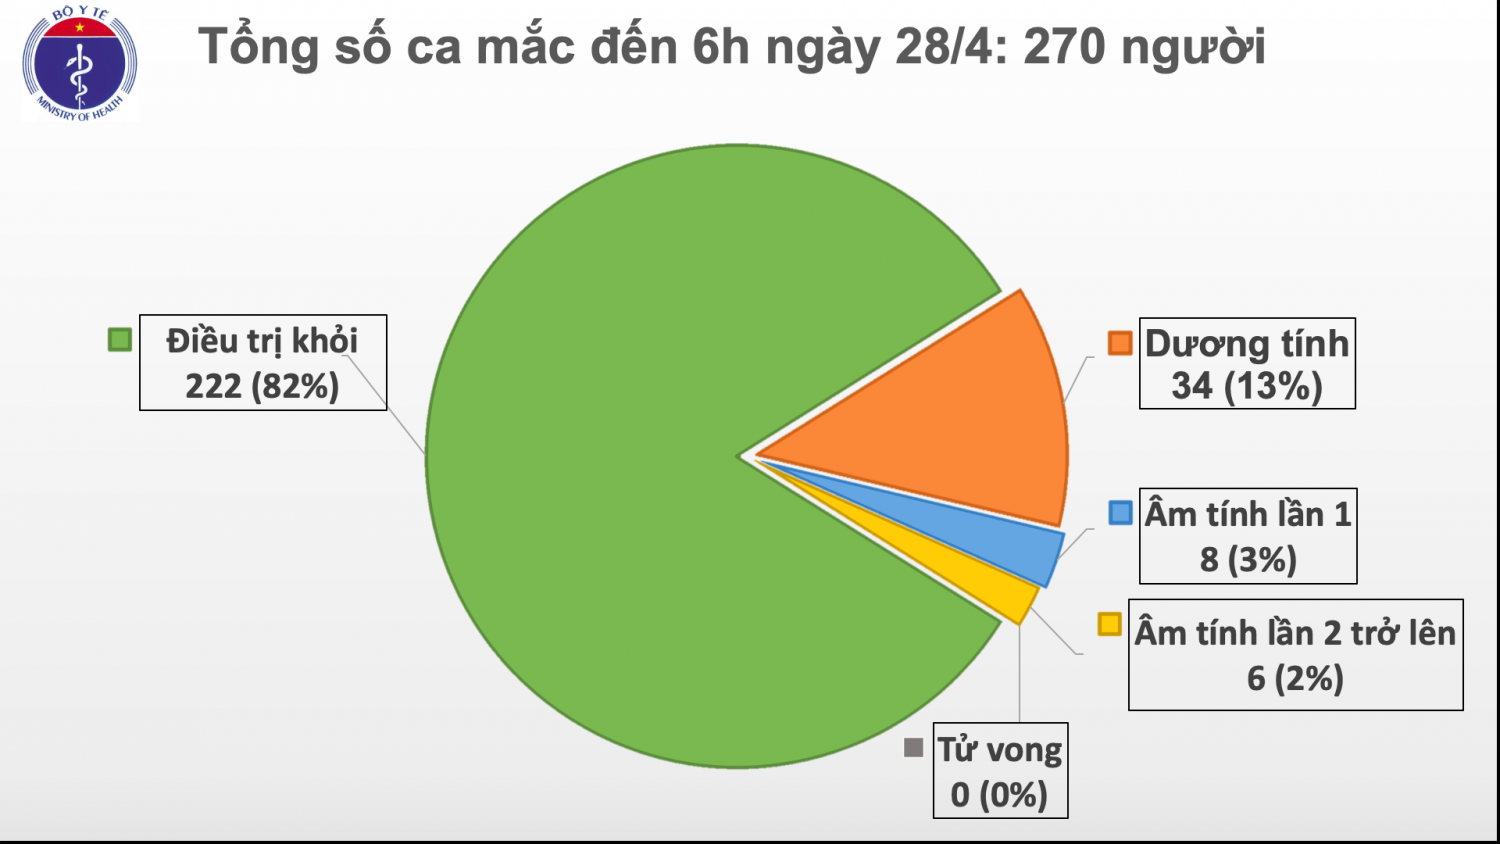 BỘ Y TẾ
MINISTRY OF HEALTH
Tổng số ca mắc đến 6h ngày 28/4: 270 người
Điều trị khỏi
222 (82%)
Dương tính
34 (13%)
Âm tính lần 1
8 (3%)
Âm tính lần 2 trở lên
6 (2%)
Tử vong
0 (0%)